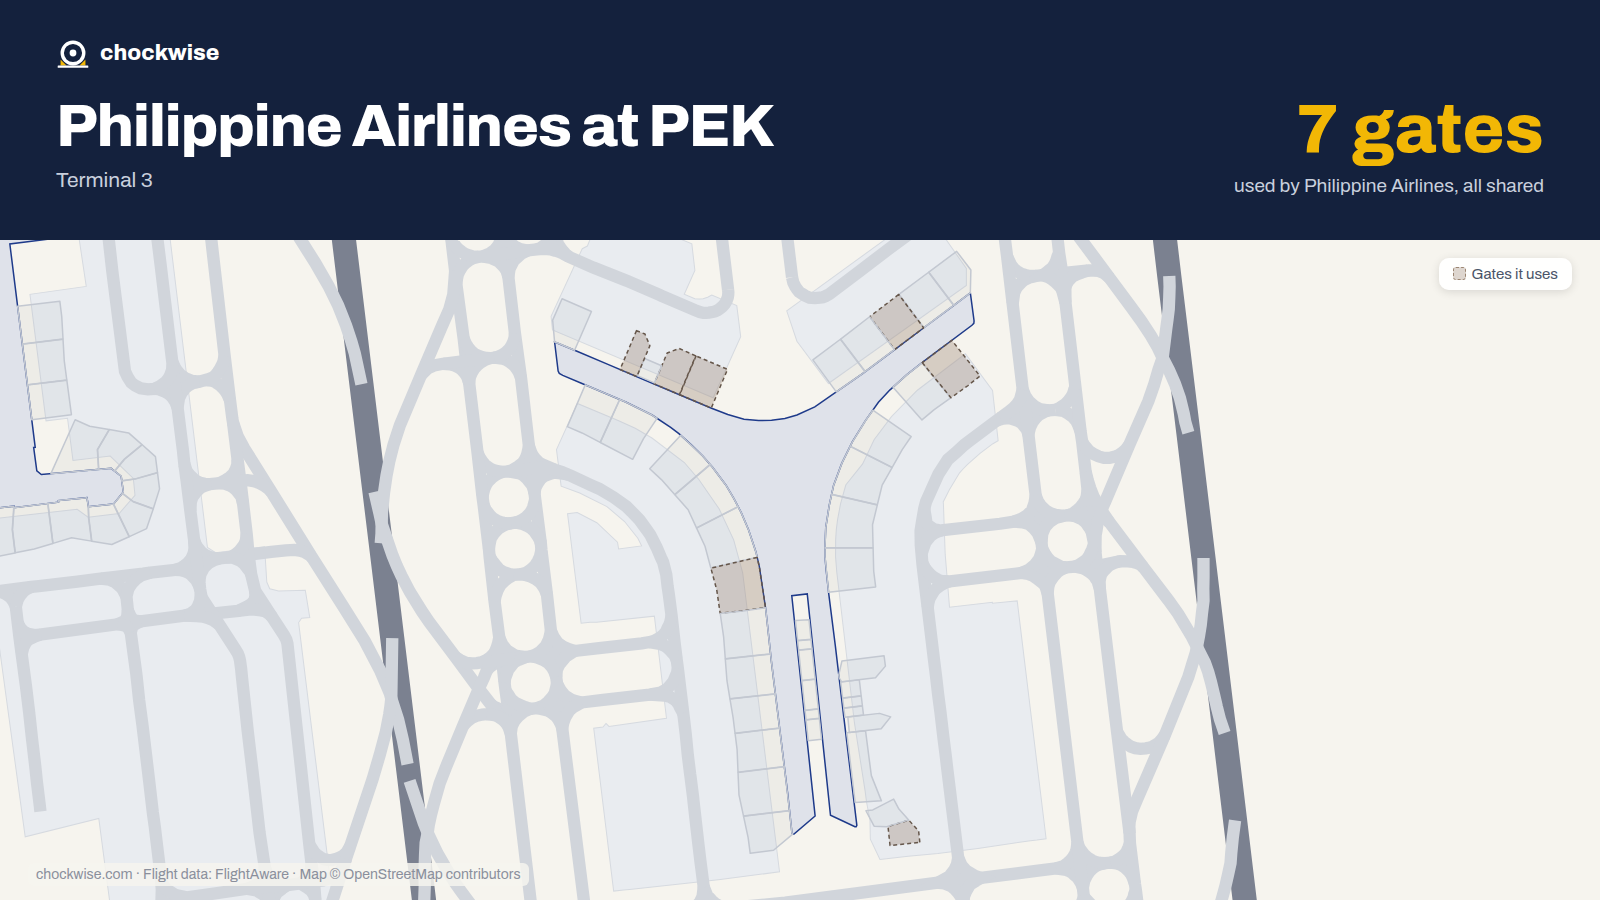 chockwise
Philippine Airlines at PEK
Terminal 3
7 gates
used by Philippine Airlines, all shared
Gates it uses
chockwise.com · Flight data: FlightAware · Map © OpenStreetMap contributors